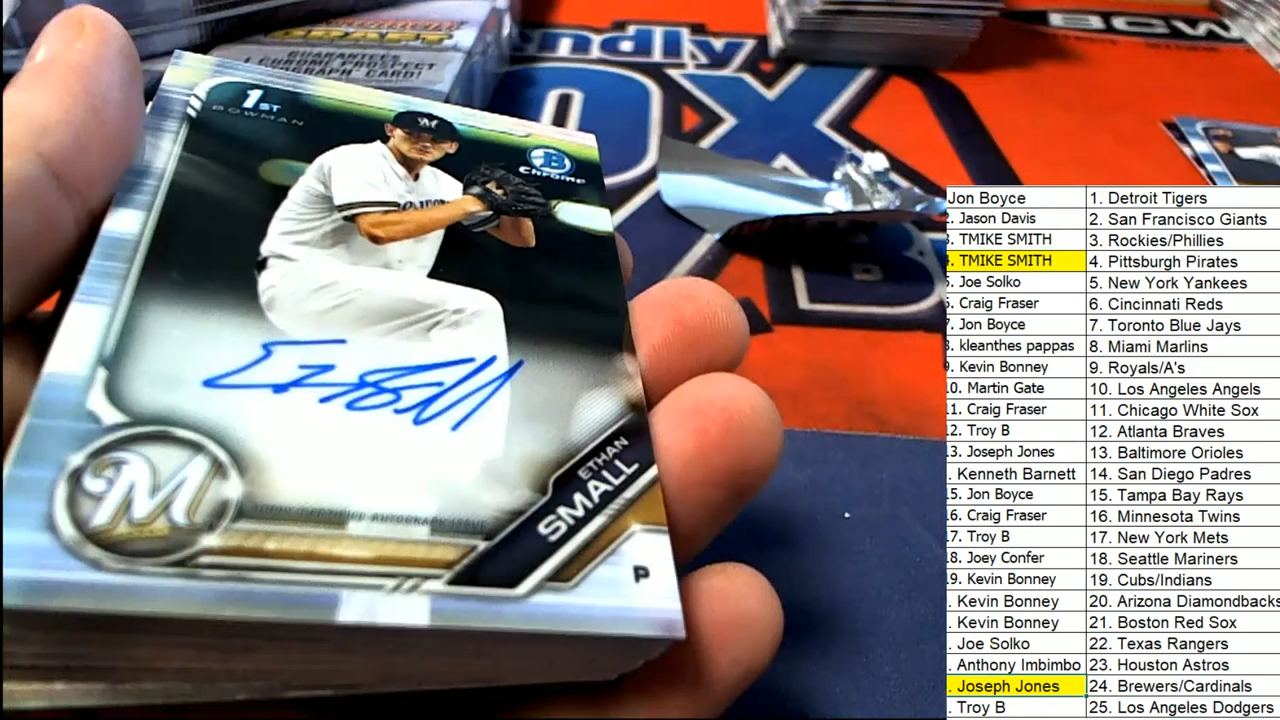 DRAFT
GUARANTEED
1 CHROME PROSPECT
AUTOGRAPH CARD!
endly
BCW
OX
1ST
BOWMAN
B
Chrome
M
CERTIFIED AUTOGRAPH ISSUE
ETHAN
SMALL
P
M
Jon Boyce 1. Detroit Tigers
2. Jason Davis 2. San Francisco Giants
3. TMIKE SMITH 3. Rockies/Phillies
4. TMIKE SMITH 4. Pittsburgh Pirates
5. Joe Solko 5. New York Yankees
6. Craig Fraser 6. Cincinnati Reds
7. Jon Boyce 7. Toronto Blue Jays
8. kleanthes pappas 8. Miami Marlins
9. Kevin Bonney 9. Royals/A's
10. Martin Gate 10. Los Angeles Angels
11. Craig Fraser 11. Chicago White Sox
12. Troy B 12. Atlanta Braves
13. Joseph Jones 13. Baltimore Orioles
. Kenneth Barnett 14. San Diego Padres
15. Jon Boyce 15. Tampa Bay Rays
16. Craig Fraser 16. Minnesota Twins
17. Troy B 17. New York Mets
18. Joey Confer 18. Seattle Mariners
19. Kevin Bonney 19. Cubs/Indians
. Kevin Bonney 20. Arizona Diamondbacks
. Kevin Bonney 21. Boston Red Sox
. Joe Solko 22. Texas Rangers
. Anthony Imbimbo 23. Houston Astros
. Joseph Jones 24. Brewers/Cardinals
. Troy B 25. Los Angeles Dodgers